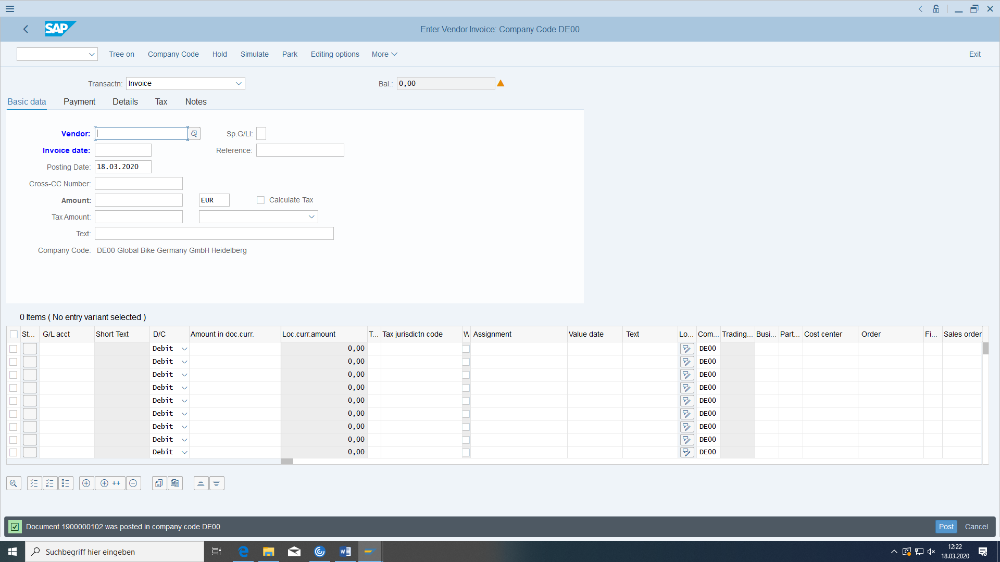 SAP
Enter Vendor Invoice: Company Code DE00
Tree on Company Code Hold Simulate Park Editing options More Exit
Transactn: Invoice Bal.: 0,00
Basic data Payment Details Tax Notes
Vendor: Sp.G/LI:
Invoice date: Reference:
Posting Date: 18.03.2020
Cross-CC Number:
Amount: EUR Calculate Tax
Tax Amount:
Text:
Company Code: DE00 Global Bike Germany GmbH Heidelberg
0 Items ( No entry variant selected )
St... G/L acct Short Text D/C Amount in doc.curr. Loc.curr.amount T... Tax jurisdictn code W Assignment Value date Text Lo... Com... Trading... Busi... Part... Cost center Order Fi... Sales order
Debit 0,00 DE00
Debit 0,00 DE00
Debit 0,00 DE00
Debit 0,00 DE00
Debit 0,00 DE00
Debit 0,00 DE00
Debit 0,00 DE00
Debit 0,00 DE00
Debit 0,00 DE00
++
Document 1900000102 was posted in company code DE00 Post Cancel
Suchbegriff hier eingeben
12:22
18.03.2020